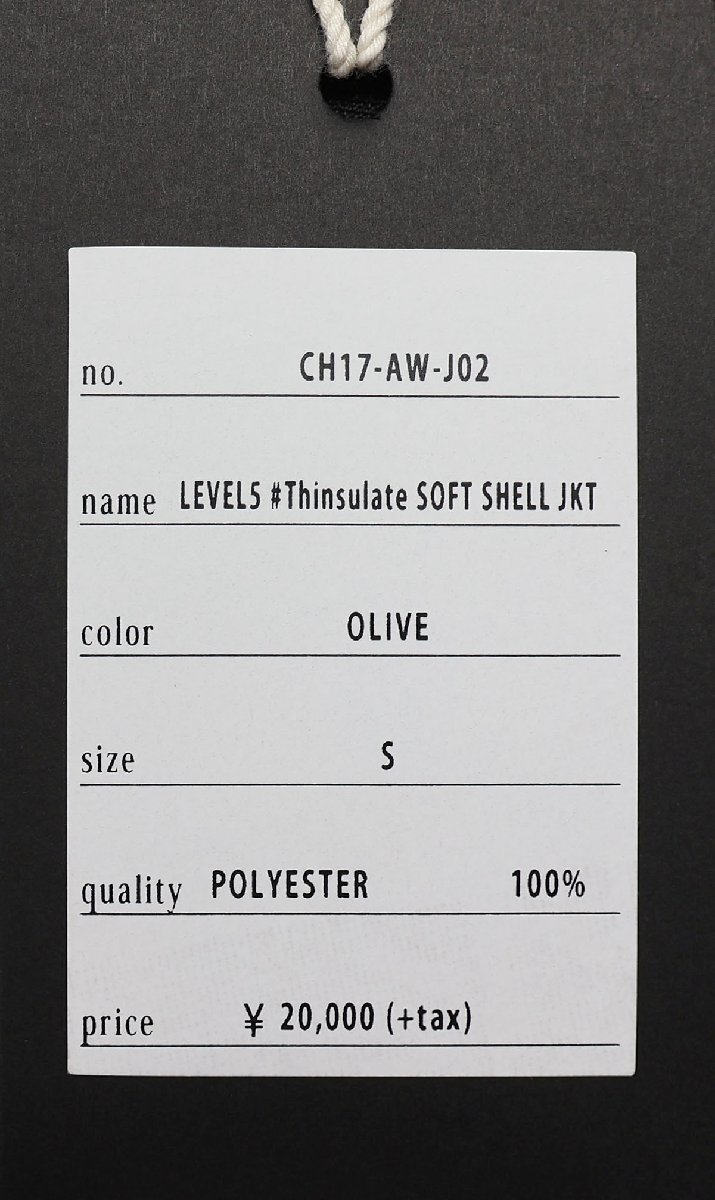 no. CH17-AW-J02
name LEVEL5 #Thinsulate SOFT SHELL JKT
color OLIVE
size S
quality POLYESTER 100%
price ¥ 20,000 (+tax)